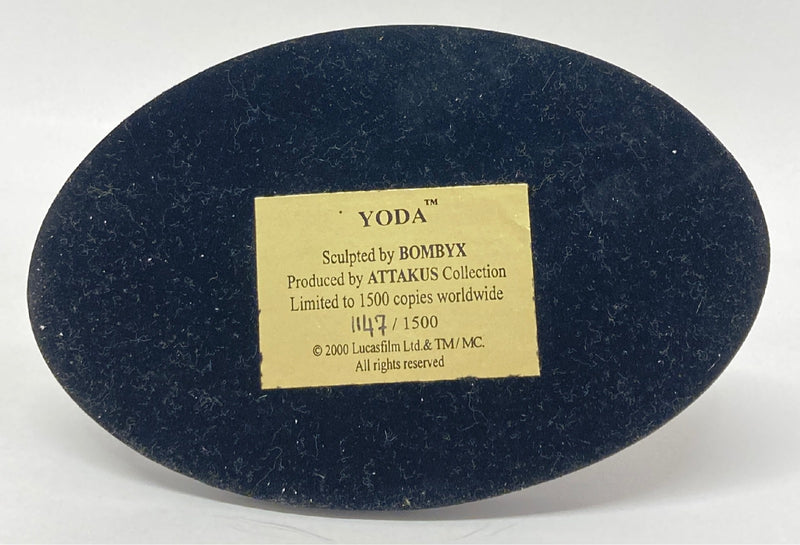 YODA™
Sculpted by BOMBYX
Produced by ATTAKUS Collection
Limited to 1500 copies worldwide
1147 / 1500
© 2000 Lucasfilm Ltd.& TM / MC.
All rights reserved